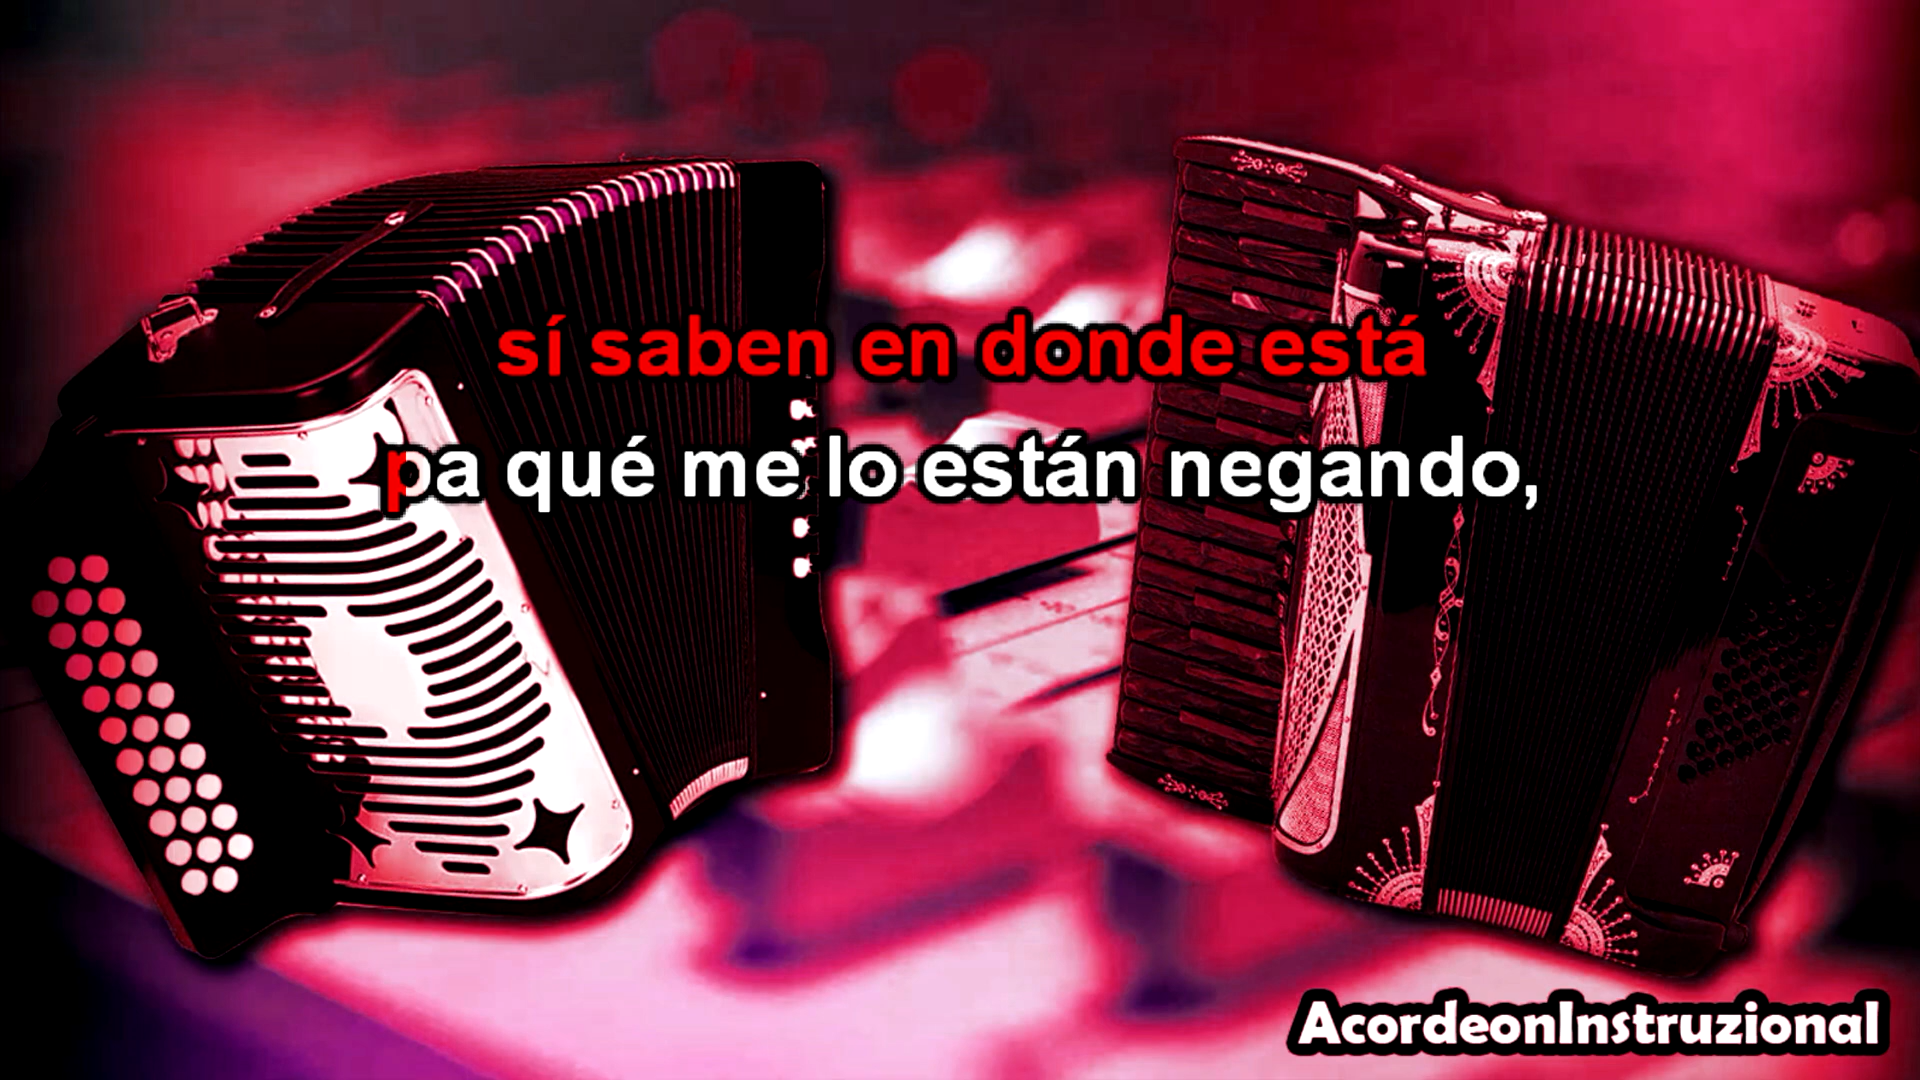 sí saben en donde está
pa qué me lo están negando,
AcordeonInstruzional